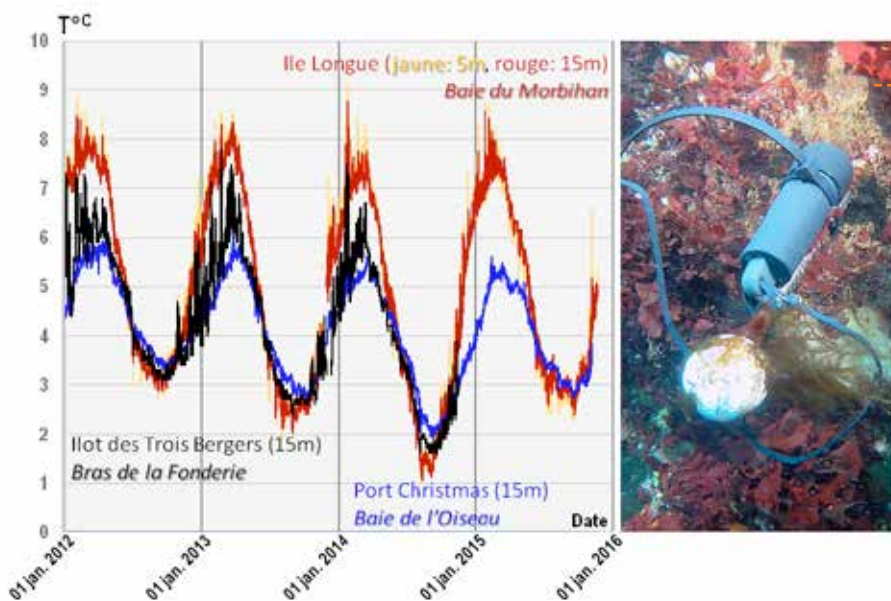 T°C
10
9
8
7
6
5
4
3
2
1
0
Ile Longue (jaune: 5m, rouge: 15m)
Baie du Morbihan
Ilot des Trois Bergers (15m)
Bras de la Fonderie
Port Christmas (15m)
Baie de l'Oiseau
Date
01 jan. 2012
01 jan. 2013
01 jan. 2014
01 jan. 2015
01 jan. 2016